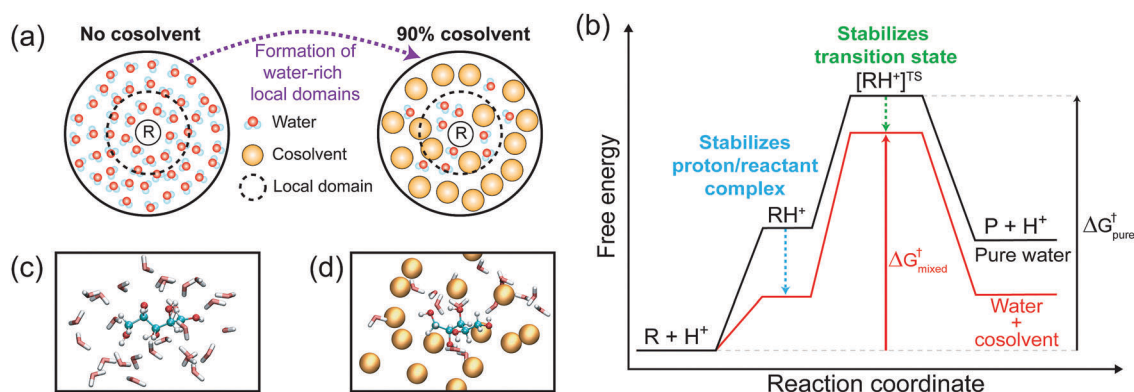 (a)
No cosolvent
90% cosolvent
Formation of
water-rich
local domains
R
R
Water
Cosolvent
Local domain
(c)
(d)
(b)
Free energy
Reaction coordinate
R + H⁺
RH⁺
[RH⁺]ᵀˢ
P + H⁺
Pure water
Water
+
cosolvent
Stabilizes
proton/reactant
complex
Stabilizes
transition state
ΔG†mixed
ΔG†pure